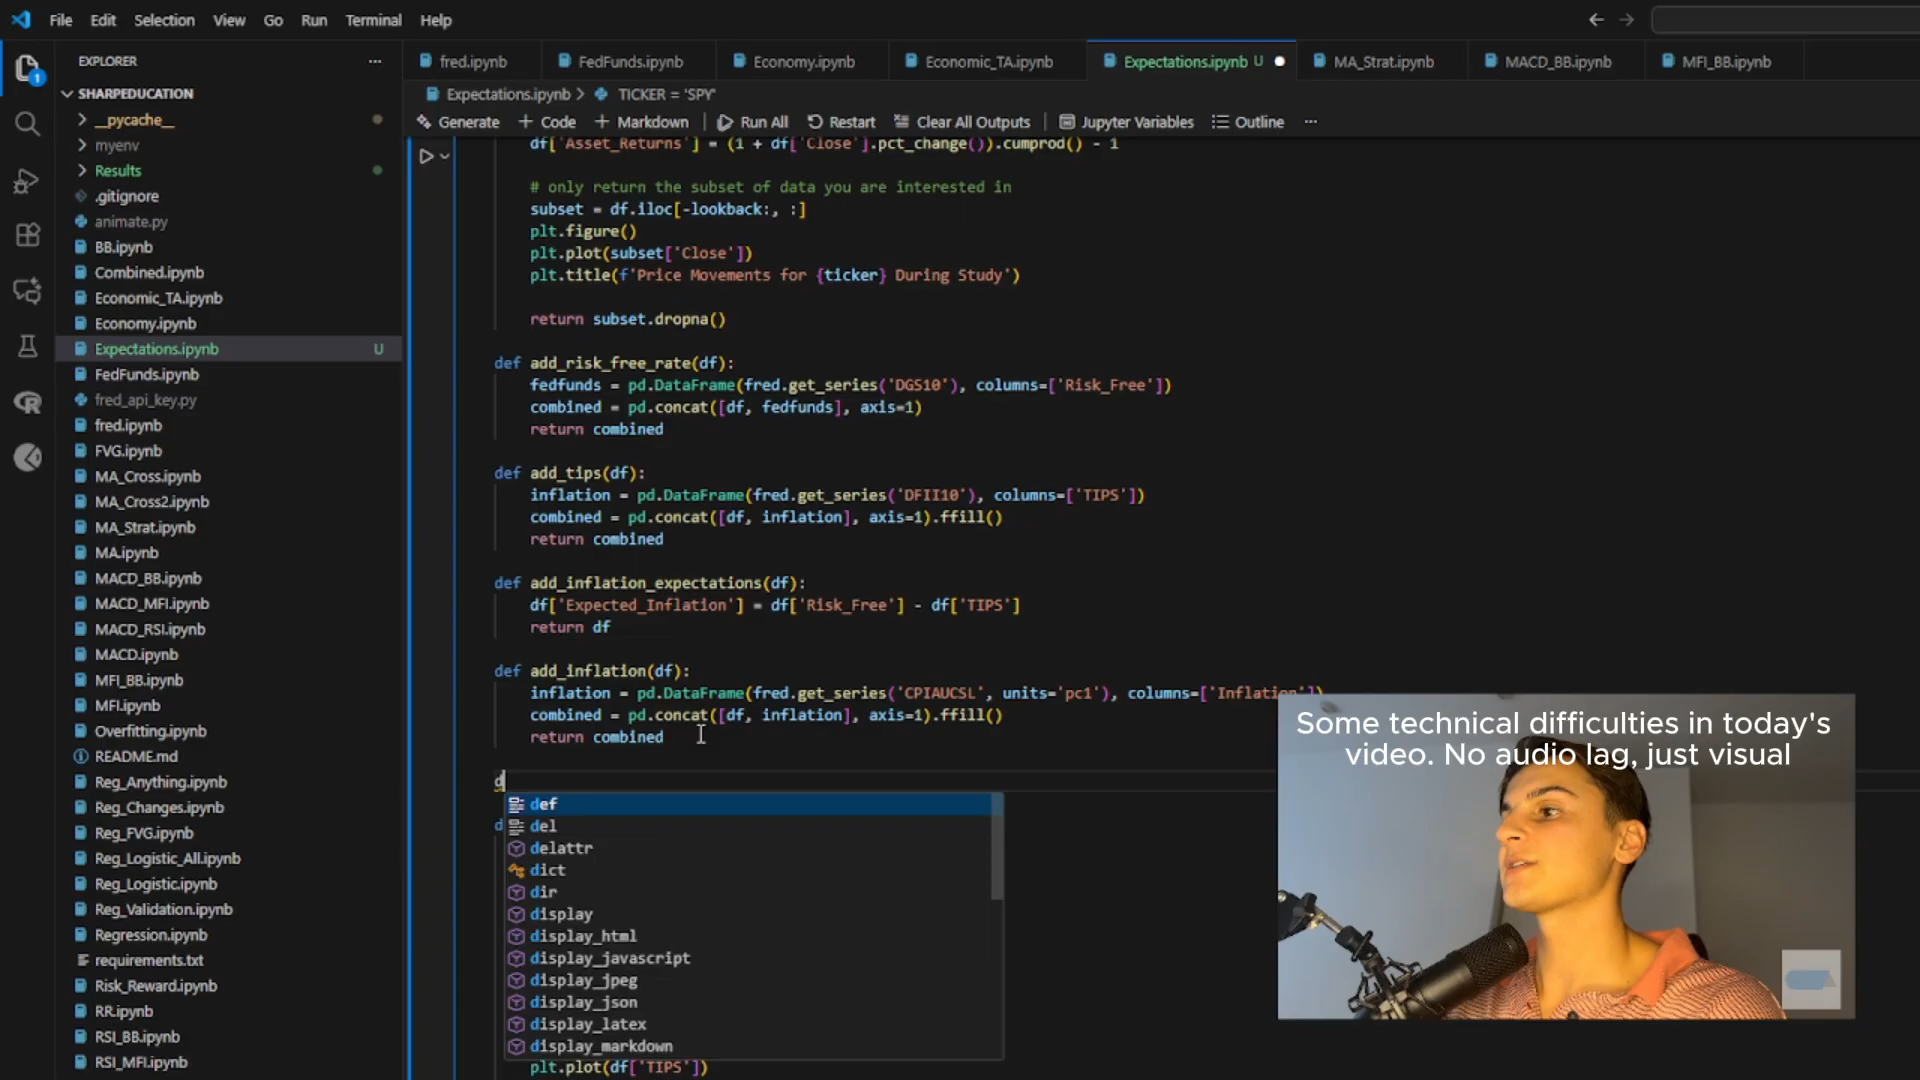 File Edit Selection View Go Run Terminal Help
EXPLORER
SHARPEDUCATION
__pycache__
myenv
Results
.gitignore
animate.py
BB.ipynb
Combined.ipynb
Economic_TA.ipynb
Economy.ipynb
Expectations.ipynb U
FedFunds.ipynb
fred_api_key.py
fred.ipynb
FVG.ipynb
MA_Cross.ipynb
MA_Cross2.ipynb
MA_Strat.ipynb
MA.ipynb
MACD_BB.ipynb
MACD_MFI.ipynb
MACD_RSI.ipynb
MACD.ipynb
MFI_BB.ipynb
MFI.ipynb
Overfitting.ipynb
README.md
Reg_Anything.ipynb
Reg_Changes.ipynb
Reg_FVG.ipynb
Reg_Logistic_All.ipynb
Reg_Logistic.ipynb
Reg_Validation.ipynb
Regression.ipynb
requirements.txt
Risk_Reward.ipynb
RR.ipynb
RSI_BB.ipynb
RSI_MFI.ipynb
1
fred.ipynb FedFunds.ipynb Economy.ipynb Economic_TA.ipynb Expectations.ipynb U MA_Strat.ipynb MACD_BB.ipynb MFI_BB.ipynb
Expectations.ipynb > TICKER = 'SPY'
Generate + Code + Markdown Run All Restart Clear All Outputs Jupyter Variables Outline ...
df['Asset_Returns'] = (1 + df['Close'].pct_change()).cumprod() - 1
# only return the subset of data you are interested in
subset = df.iloc[-lookback:, :]
plt.figure()
plt.plot(subset['Close'])
plt.title(f'Price Movements for {ticker} During Study')
return subset.dropna()
def add_risk_free_rate(df):
fedfunds = pd.DataFrame(fred.get_series('DGS10'), columns=['Risk_Free'])
combined = pd.concat([df, fedfunds], axis=1)
return combined
def add_tips(df):
inflation = pd.DataFrame(fred.get_series('DFII10'), columns=['TIPS'])
combined = pd.concat([df, inflation], axis=1).ffill()
return combined
def add_inflation_expectations(df):
df['Expected_Inflation'] = df['Risk_Free'] - df['TIPS']
return df
def add_inflation(df):
inflation = pd.DataFrame(fred.get_series('CPIAUCSL', units='pc1'), columns=['Inflation'])
combined = pd.concat([df, inflation], axis=1).ffill()
return combined
d
def
d
del
delattr
dict
dir
display
display_html
display_javascript
display_jpeg
display_json
display_latex
display_markdown
plt.plot(df['TIPS'])
Some technical difficulties in today's
video. No audio lag, just visual